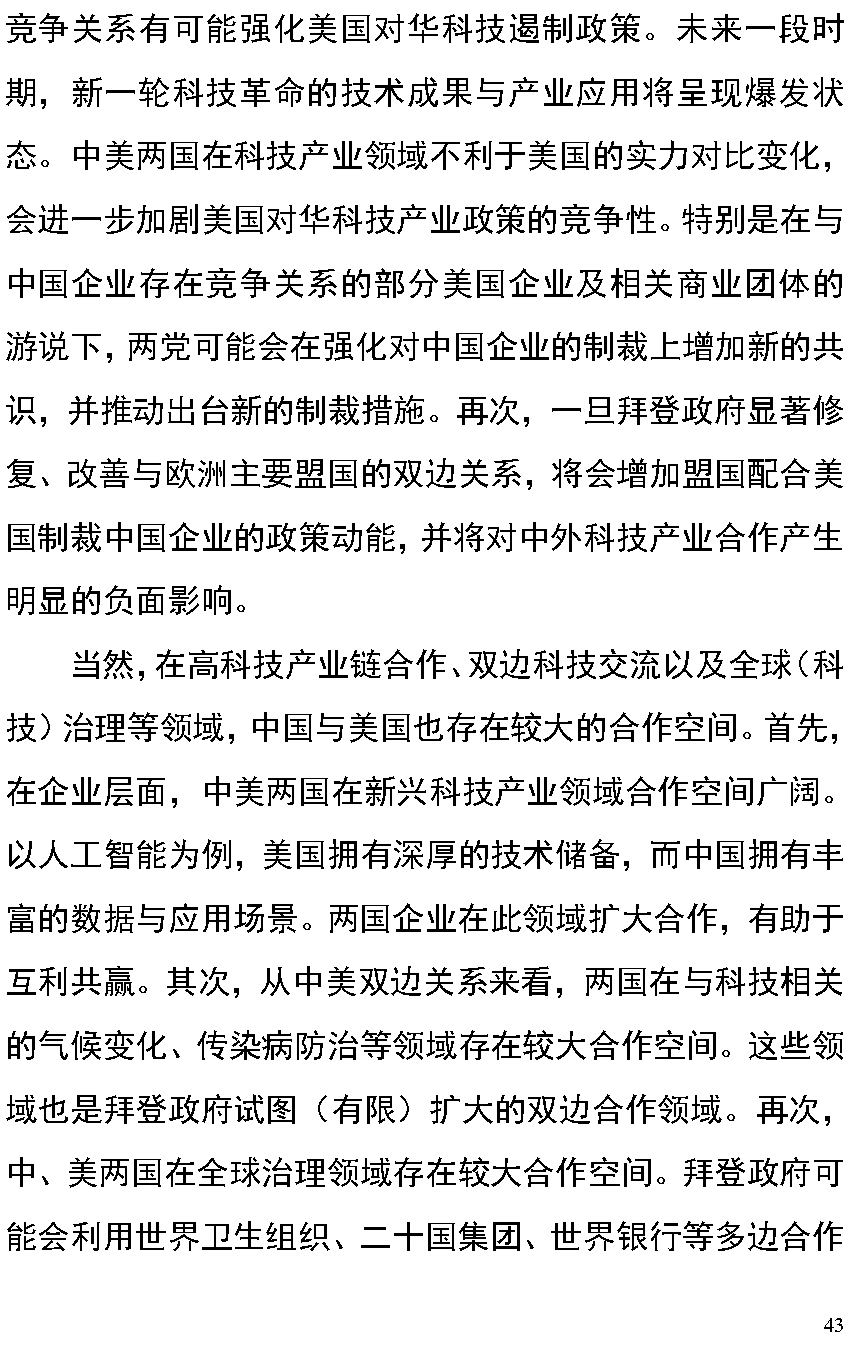 竞争关系有可能强化美国对华科技遏制政策。未来一段时
期，新一轮科技革命的技术成果与产业应用将呈现爆发状
态。中美两国在科技产业领域不利于美国的实力对比变化，
会进一步加剧美国对华科技产业政策的竞争性。特别是在与
中国企业存在竞争关系的部分美国企业及相关商业团体的
游说下，两党可能会在强化对中国企业的制裁上增加新的共
识，并推动出台新的制裁措施。再次，一旦拜登政府显著修
复、改善与欧洲主要盟国的双边关系，将会增加盟国配合美
国制裁中国企业的政策动能，并将对中外科技产业合作产生
明显的负面影响。
当然，在高科技产业链合作、双边科技交流以及全球（科
技）治理等领域，中国与美国也存在较大的合作空间。首先，
在企业层面，中美两国在新兴科技产业领域合作空间广阔。
以人工智能为例，美国拥有深厚的技术储备，而中国拥有丰
富的数据与应用场景。两国企业在此领域扩大合作，有助于
互利共赢。其次，从中美双边关系来看，两国在与科技相关
的气候变化、传染病防治等领域存在较大合作空间。这些领
域也是拜登政府试图（有限）扩大的双边合作领域。再次，
中、美两国在全球治理领域存在较大合作空间。拜登政府可
能会利用世界卫生组织、二十国集团、世界银行等多边合作
43